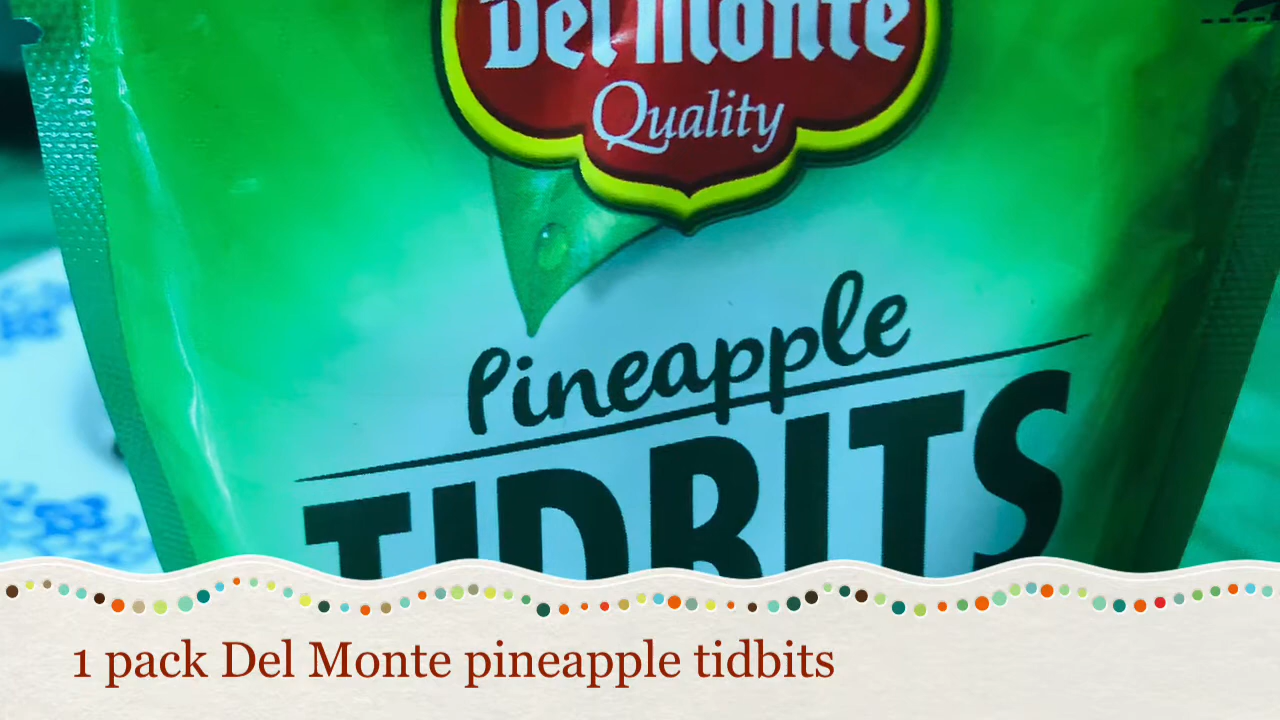 Del Monte
Quality
Pineapple
TIDBITS
1 pack Del Monte pineapple tidbits